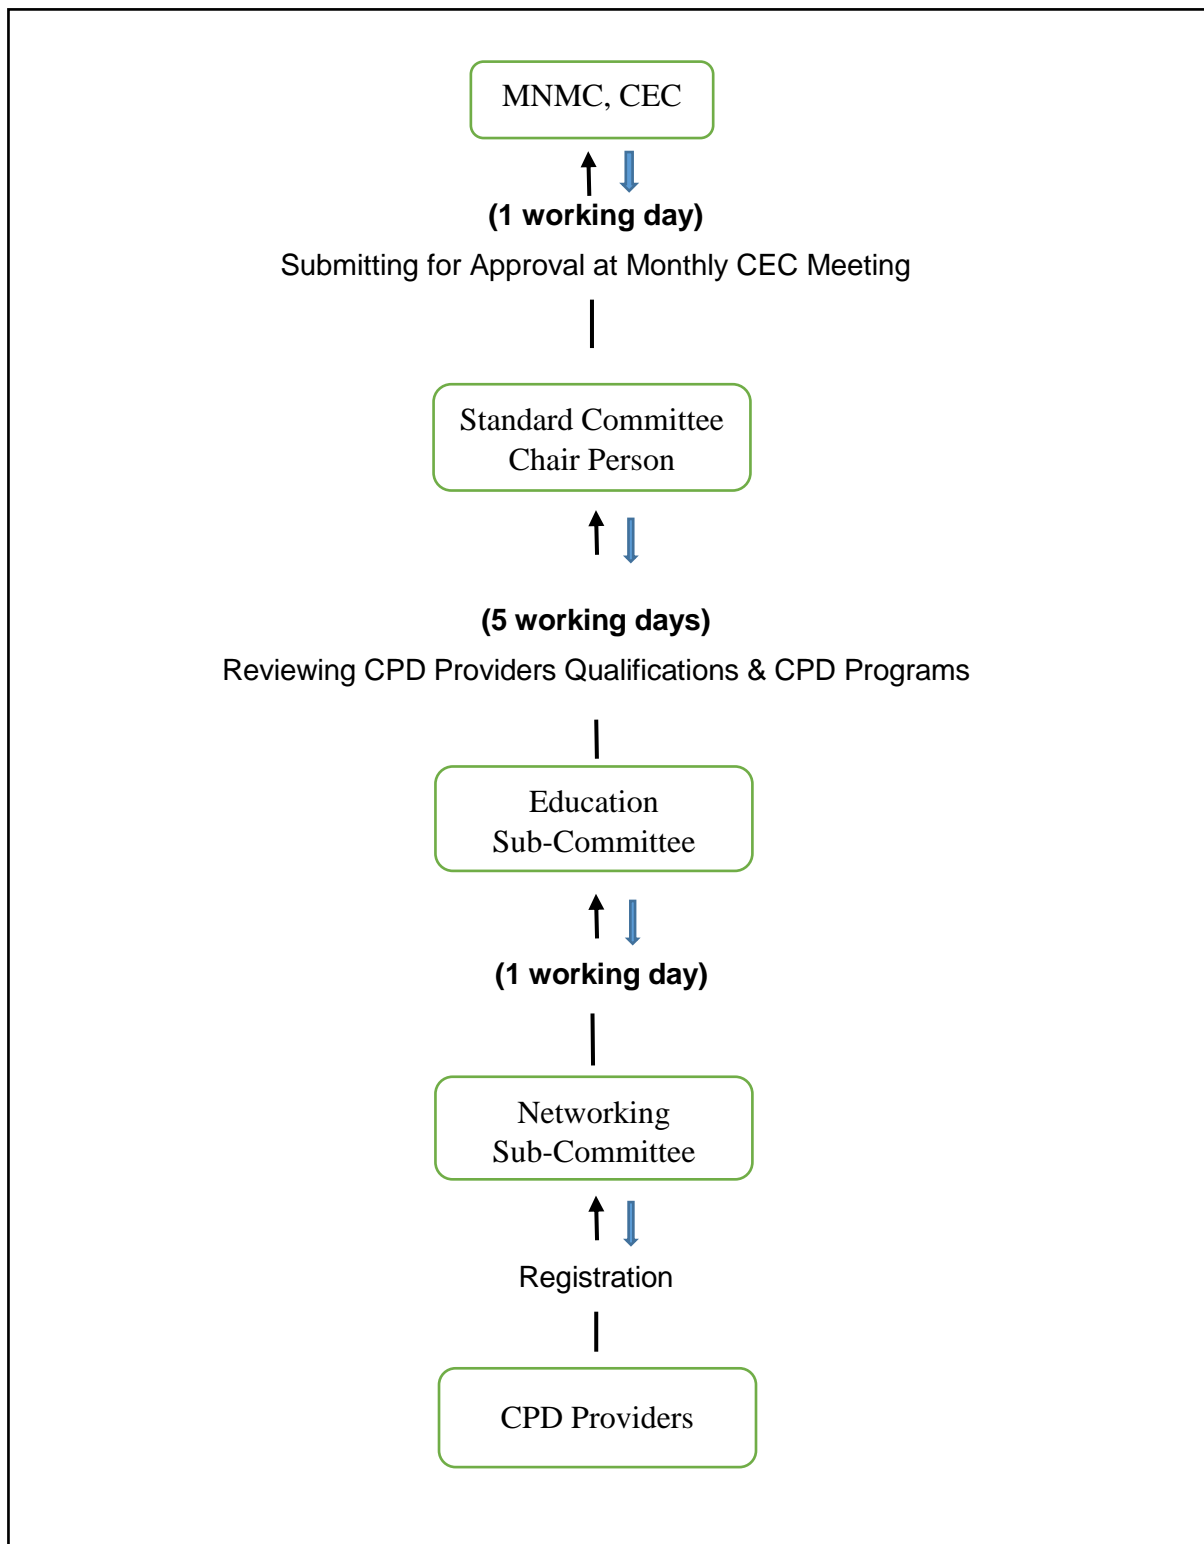 MNMC, CEC
(1 working day)
Submitting for Approval at Monthly CEC Meeting
Standard Committee
Chair Person
(5 working days)
Reviewing CPD Providers Qualifications & CPD Programs
Education
Sub-Committee
(1 working day)
Networking
Sub-Committee
Registration
CPD Providers